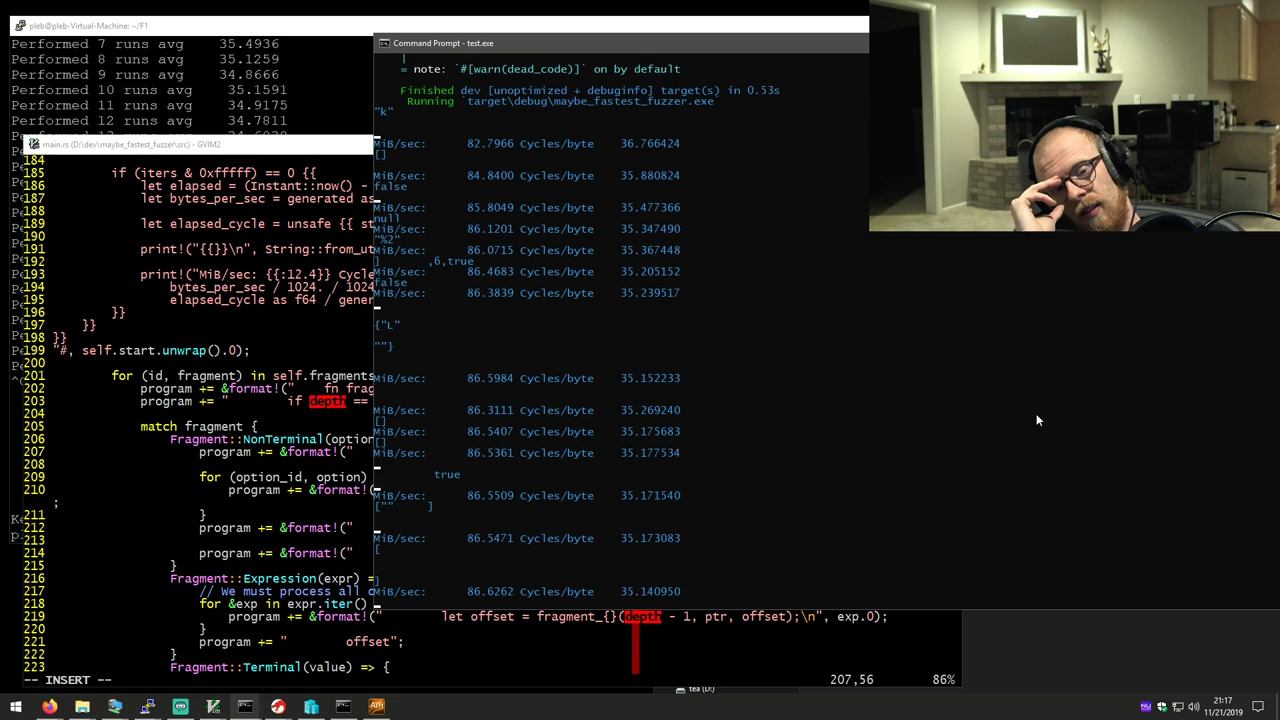 pleb@pleb-Virtual-Machine: ~/F1
Performed 7 runs avg 35.4936
Performed 8 runs avg 35.1259
Performed 9 runs avg 34.8666
Performed 10 runs avg 35.1591
Performed 11 runs avg 34.9175
Performed 12 runs avg 34.7811
Command Prompt - test.exe
|
= note: `#[warn(dead_code)]` on by default
Finished dev [unoptimized + debuginfo] target(s) in 0.53s
Running `target\debug\maybe_fastest_fuzzer.exe
"k"
MiB/sec: 82.7966 Cycles/byte 36.766424
[]
MiB/sec: 84.8400 Cycles/byte 35.880824
false
MiB/sec: 85.8049 Cycles/byte 35.477366
null
MiB/sec: 86.1201 Cycles/byte 35.347490
"%2"
MiB/sec: 86.0715 Cycles/byte 35.367448
] ,6,true
MiB/sec: 86.4683 Cycles/byte 35.205152
false
MiB/sec: 86.3839 Cycles/byte 35.239517
{"L"
""}
MiB/sec: 86.5984 Cycles/byte 35.152233
MiB/sec: 86.3111 Cycles/byte 35.269240
[]
MiB/sec: 86.5407 Cycles/byte 35.175683
[]
MiB/sec: 86.5361 Cycles/byte 35.177534
true
MiB/sec: 86.5509 Cycles/byte 35.171540
["" ]
MiB/sec: 86.5471 Cycles/byte 35.173083
[
]
MiB/sec: 86.6262 Cycles/byte 35.140950
main.rs (D:\dev\maybe_fastest_fuzzer\src) - GVIM2
184
185 if (iters & 0xfffff) == 0 {{
186 let elapsed = (Instant::now() -
187 let bytes_per_sec = generated as
188
189 let elapsed_cycle = unsafe {{ st
190
191 print!("{{}}\n", String::from_ut
192
193 print!("MiB/sec: {{:12.4}} Cycle
194 bytes_per_sec / 1024. / 1024
195 elapsed_cycle as f64 / gener
196 }}
197 }}
198 }}
199 "#, self.start.unwrap().0);
200
201 for (id, fragment) in self.fragments
202 program += &format!(" fn frag
203 program += " if depth ==
204
205 match fragment {
206 Fragment::NonTerminal(option
207 program += &format!("
208
209 for (option_id, option)
210 program += &format!(
;
211 }
212 program += &format!("
213
214 program += &format!("
215 }
216 Fragment::Expression(expr) =
217 // We must process all o
218 for &exp in expr.iter()
219 program += &format!(" let offset = fragment_{}(depth - 1, ptr, offset);\n", exp.0);
220 }
221 program += " offset";
222 }
223 Fragment::Terminal(value) => {
-- INSERT -- 207,56 86%
tea (D:)
21:17
11/21/2019